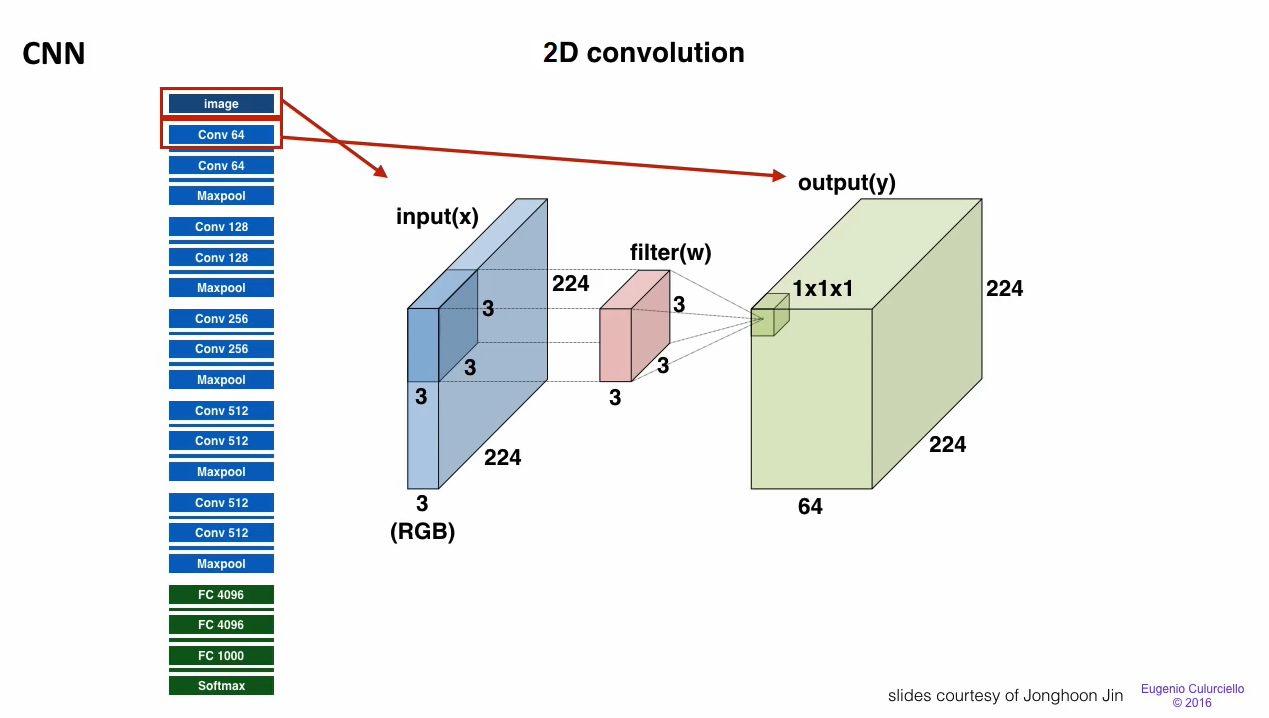 CNN
2D convolution
image
Conv 64
Conv 64
Maxpool
Conv 128
Conv 128
Maxpool
Conv 256
Conv 256
Maxpool
Conv 512
Conv 512
Maxpool
Conv 512
Conv 512
Maxpool
FC 4096
FC 4096
FC 1000
Softmax
input(x)
224
3
3
3
224
3
(RGB)
filter(w)
3
3
3
output(y)
1x1x1
224
224
64
slides courtesy of Jonghoon Jin
Eugenio Culurciello
© 2016